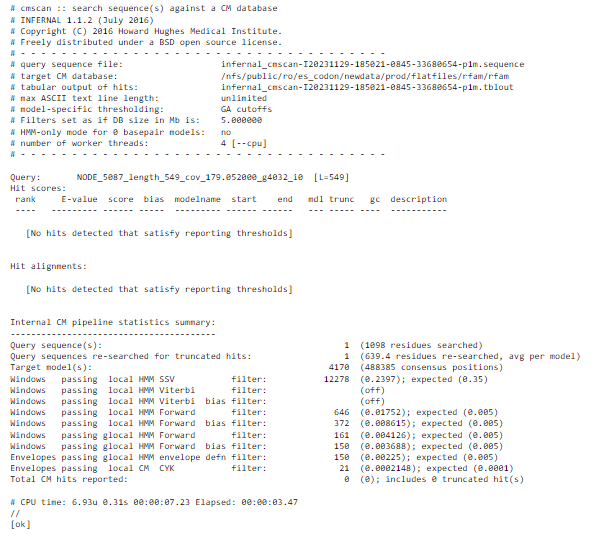 # cmscan :: search sequence(s) against a CM database
# INFERNAL 1.1.2 (July 2016)
# Copyright (C) 2016 Howard Hughes Medical Institute.
# Freely distributed under a BSD open source license.
# - - - - - - - - - - - - - - - - - - - - - - - - - - - - - - - - - - - -
# query sequence file:                   infernal_cmscan-I20231129-185021-0845-33680654-p1m.sequence
# target CM database:                    /nfs/public/ro/es_codon/newdata/prod/flatfiles/rfam/rfam
# tabular output of hits:                infernal_cmscan-I20231129-185021-0845-33680654-p1m.tblout
# max ASCII text line length:            unlimited
# model-specific thresholding:           GA cutoffs
# Filters set as if DB size in Mb is:    5.000000
# HMM-only mode for 0 basepair models:   no
# number of worker threads:              4 [--cpu]
# - - - - - - - - - - - - - - - - - - - - - - - - - - - - - - - - - - - -
Query:       NODE_5087_length_549_cov_179.052000_g4032_i0  [L=549]
Hit scores:
 rank     E-value  score  bias  modelname  start    end   mdl trunc   gc  description
 ----   --------- ------ -----  --------- ------ ------   --- ----- ----  -----------
   [No hits detected that satisfy reporting thresholds]
Hit alignments:
   [No hits detected that satisfy reporting thresholds]
Internal CM pipeline statistics summary:
----------------------------------------
Query sequence(s):                                               1  (1098 residues searched)
Query sequences re-searched for truncated hits:                  1  (639.4 residues re-searched, avg per model)
Target model(s):                                              4170  (488385 consensus positions)
Windows   passing  local HMM SSV           filter:           12278  (0.2397); expected (0.35)
Windows   passing  local HMM Viterbi       filter:                  (off)
Windows   passing  local HMM Viterbi  bias filter:                  (off)
Windows   passing  local HMM Forward       filter:             646  (0.01752); expected (0.005)
Windows   passing  local HMM Forward  bias filter:             372  (0.008615); expected (0.005)
Windows   passing glocal HMM Forward       filter:             161  (0.004126); expected (0.005)
Windows   passing glocal HMM Forward  bias filter:             150  (0.003688); expected (0.005)
Envelopes passing glocal HMM envelope defn filter:             150  (0.00225); expected (0.005)
Envelopes passing  local CM  CYK           filter:              21  (0.0002148); expected (0.0001)
Total CM hits reported:                                          0  (0); includes 0 truncated hit(s)
# CPU time: 6.93u 0.31s 00:00:07.23 Elapsed: 00:00:03.47
//
[ok]